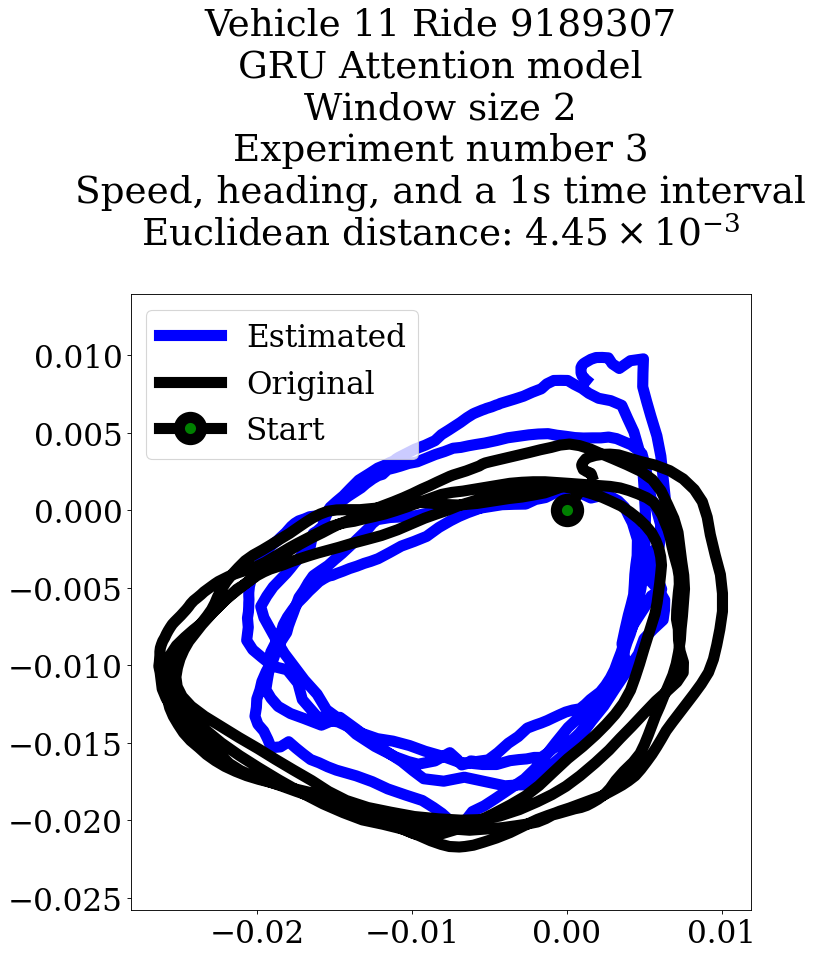 Vehicle 11 Ride 9189307
GRU Attention model
Window size 2
Experiment number 3
Speed, heading, and a 1s time interval
Euclidean distance: 4.45 × 10⁻³
Estimated
Original
Start
0.010
0.005
0.000
−0.005
−0.010
−0.015
−0.020
−0.025
−0.02 −0.01 0.00 0.01